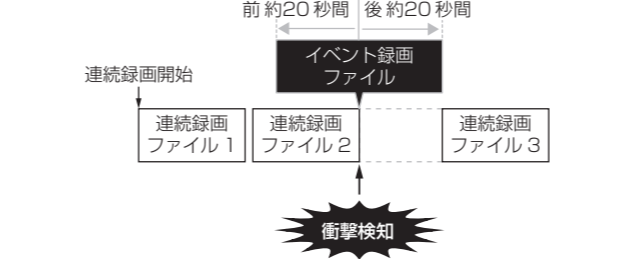 前 約20 秒間 後 約20 秒間
イベント録画
ファイル
連続録画開始
連続録画
ファイル 1
連続録画
ファイル 2
連続録画
ファイル 3
衝撃検知